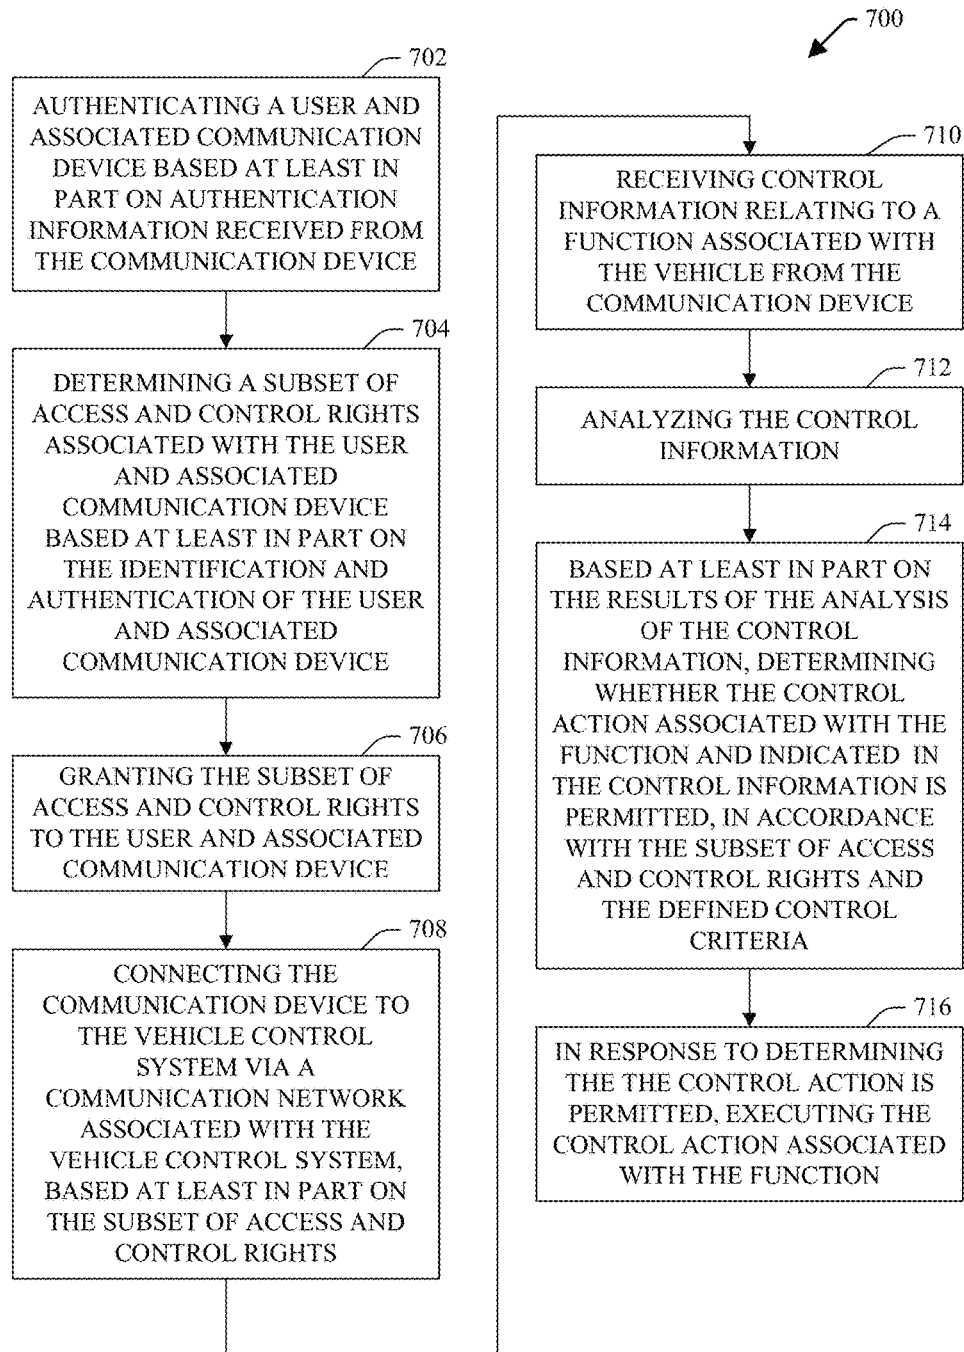 700
702
AUTHENTICATING A USER AND
ASSOCIATED COMMUNICATION
DEVICE BASED AT LEAST IN
PART ON AUTHENTICATION
INFORMATION RECEIVED FROM
THE COMMUNICATION DEVICE
704
DETERMINING A SUBSET OF
ACCESS AND CONTROL RIGHTS
ASSOCIATED WITH THE USER
AND ASSOCIATED
COMMUNICATION DEVICE
BASED AT LEAST IN PART ON
THE IDENTIFICATION AND
AUTHENTICATION OF THE USER
AND ASSOCIATED
COMMUNICATION DEVICE
706
GRANTING THE SUBSET OF
ACCESS AND CONTROL RIGHTS
TO THE USER AND ASSOCIATED
COMMUNICATION DEVICE
708
CONNECTING THE
COMMUNICATION DEVICE TO
THE VEHICLE CONTROL
SYSTEM VIA A
COMMUNICATION NETWORK
ASSOCIATED WITH THE
VEHICLE CONTROL SYSTEM,
BASED AT LEAST IN PART ON
THE SUBSET OF ACCESS AND
CONTROL RIGHTS
710
RECEIVING CONTROL
INFORMATION RELATING TO A
FUNCTION ASSOCIATED WITH
THE VEHICLE FROM THE
COMMUNICATION DEVICE
712
ANALYZING THE CONTROL
INFORMATION
714
BASED AT LEAST IN PART ON
THE RESULTS OF THE ANALYSIS
OF THE CONTROL
INFORMATION, DETERMINING
WHETHER THE CONTROL
ACTION ASSOCIATED WITH THE
FUNCTION AND INDICATED IN
THE CONTROL INFORMATION IS
PERMITTED, IN ACCORDANCE
WITH THE SUBSET OF ACCESS
AND CONTROL RIGHTS AND
THE DEFINED CONTROL
CRITERIA
716
IN RESPONSE TO DETERMINING
THE THE CONTROL ACTION IS
PERMITTED, EXECUTING THE
CONTROL ACTION ASSOCIATED
WITH THE FUNCTION